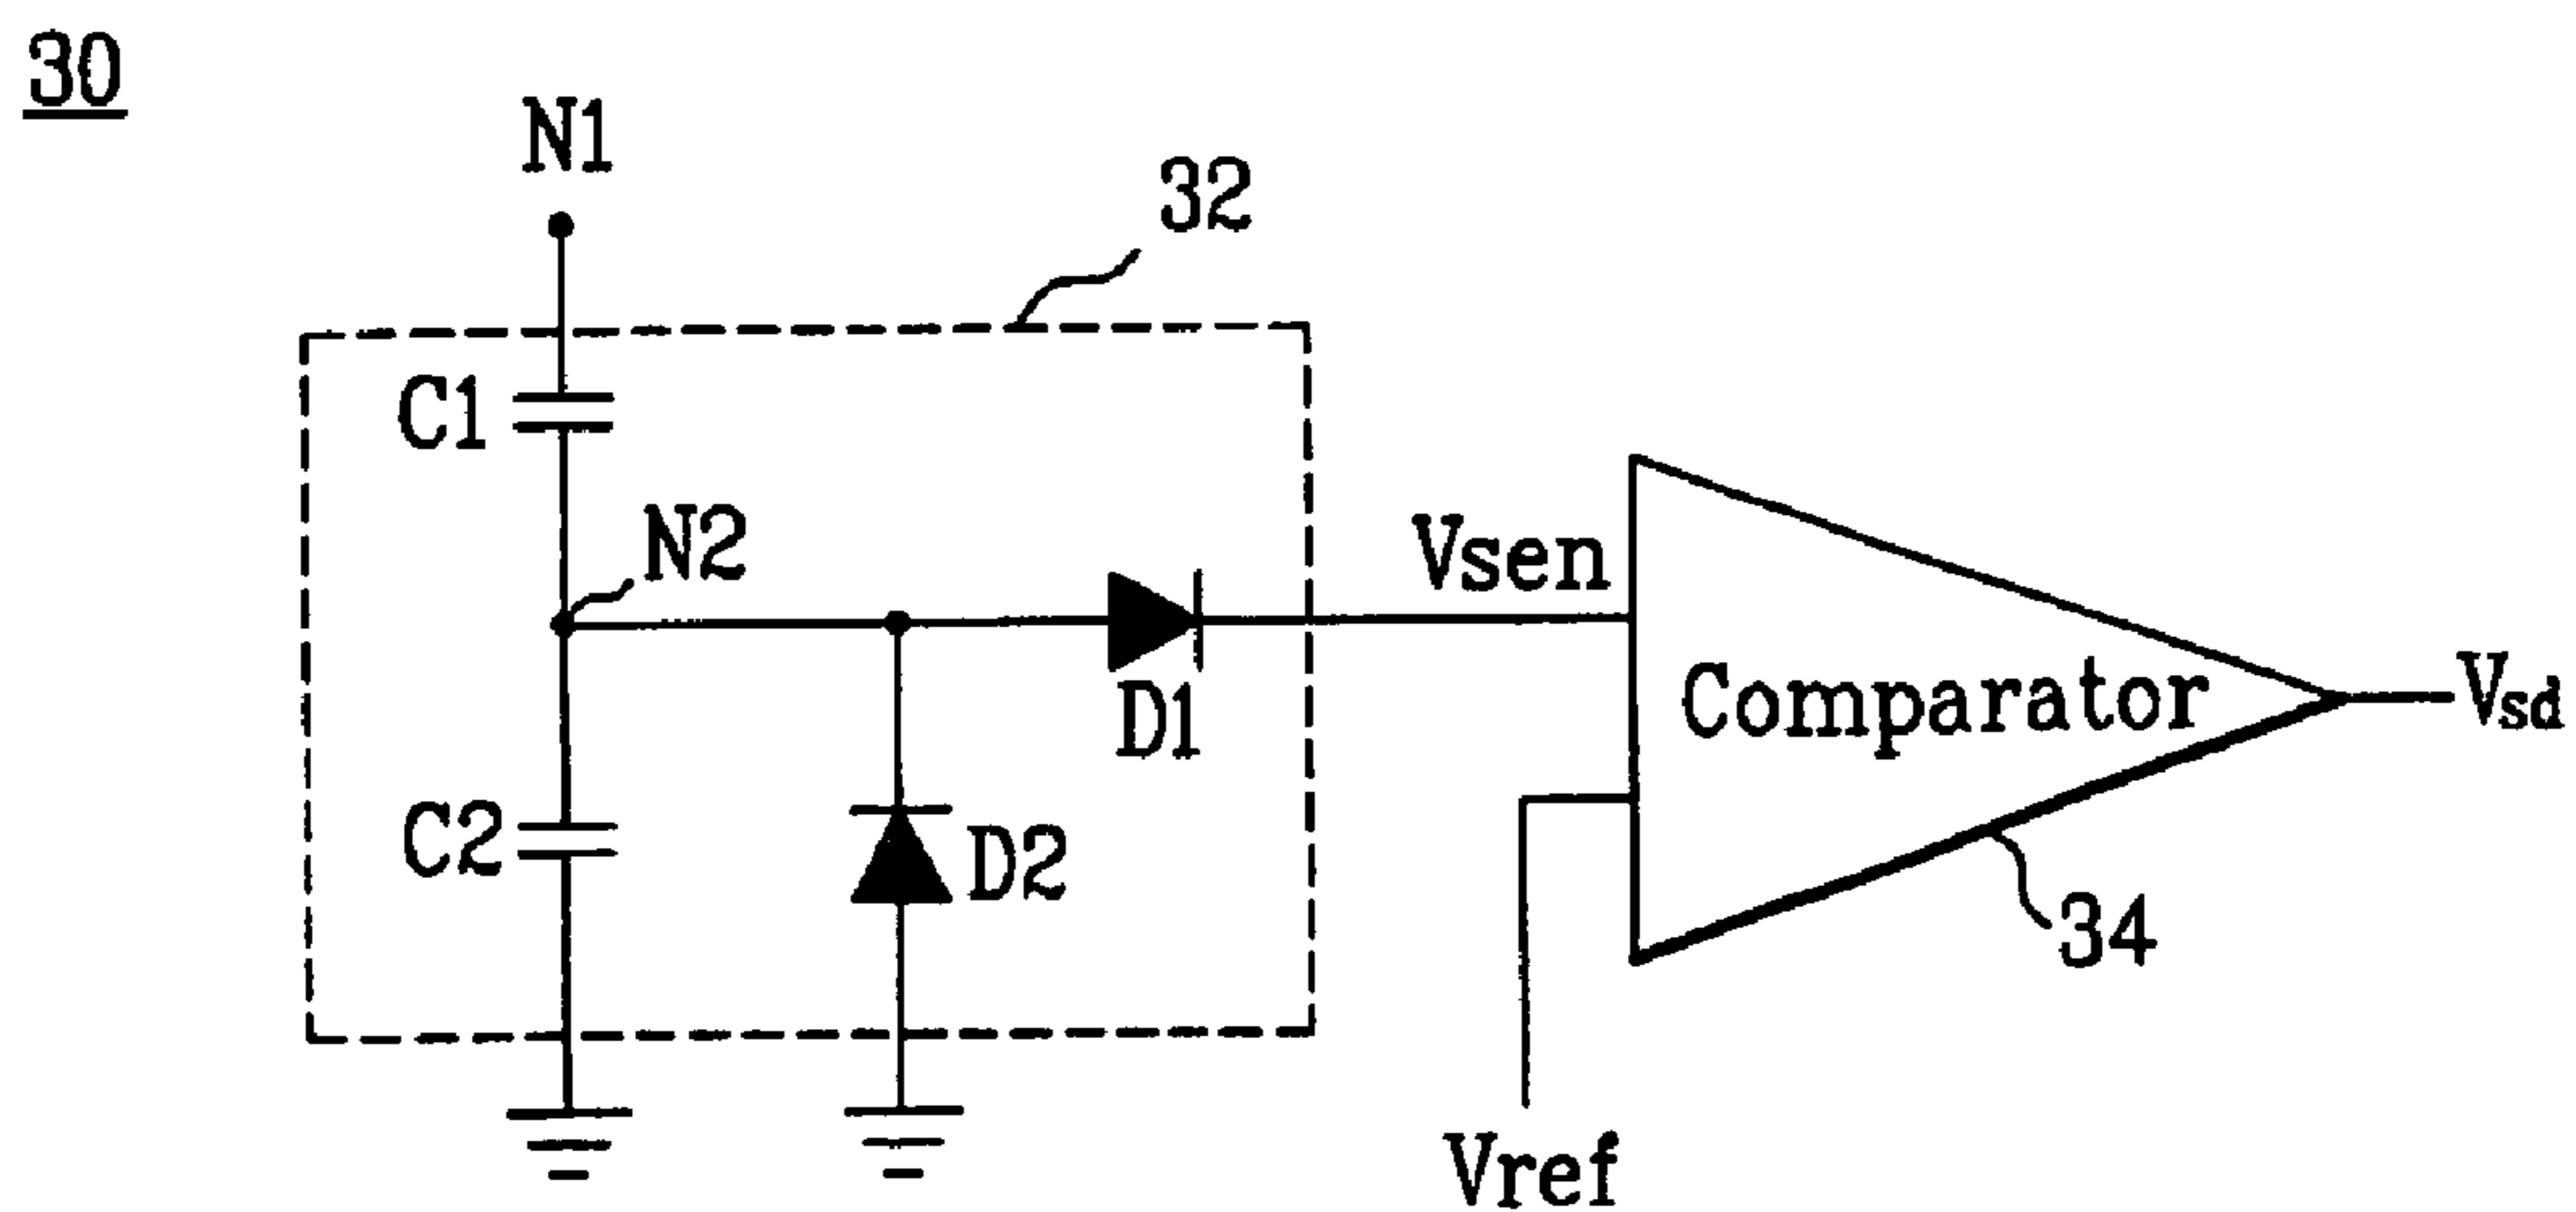 30
N1
32
C1
N2
Vsen
D1
Comparator
Vsd
C2
D2
34
Vref